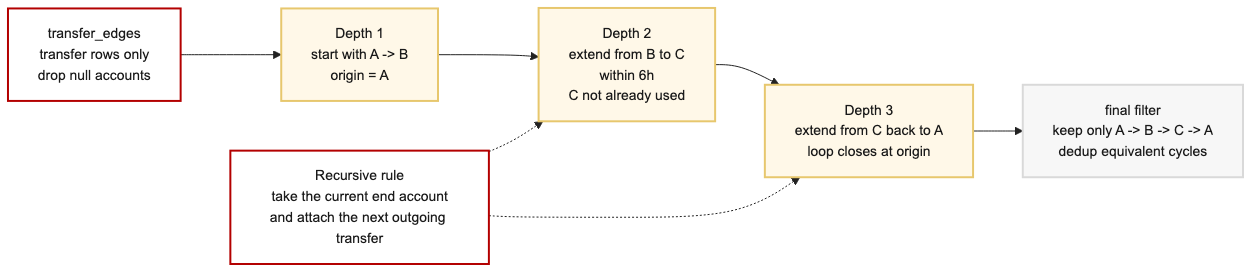 transfer_edges
transfer rows only
drop null accounts
Depth 1
start with A -> B
origin = A
Depth 2
extend from B to C
within 6h
C not already used
Depth 3
extend from C back to A
loop closes at origin
final filter
keep only A -> B -> C -> A
dedup equivalent cycles
Recursive rule
take the current end account
and attach the next outgoing
transfer